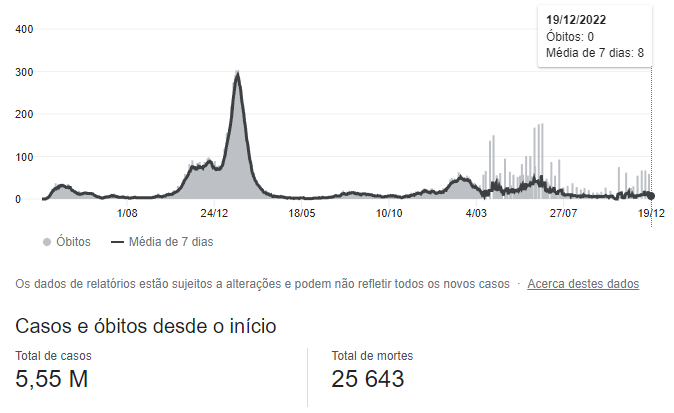 19/12/2022
Óbitos: 0
Média de 7 dias: 8
400
300
200
100
0
1/08 24/12 18/05 10/10 4/03 27/07 19/12
Óbitos Média de 7 dias
Os dados de relatórios estão sujeitos a alterações e podem não refletir todos os novos casos · Acerca destes dados
Casos e óbitos desde o início
Total de casos Total de mortes
5,55 M 25 643